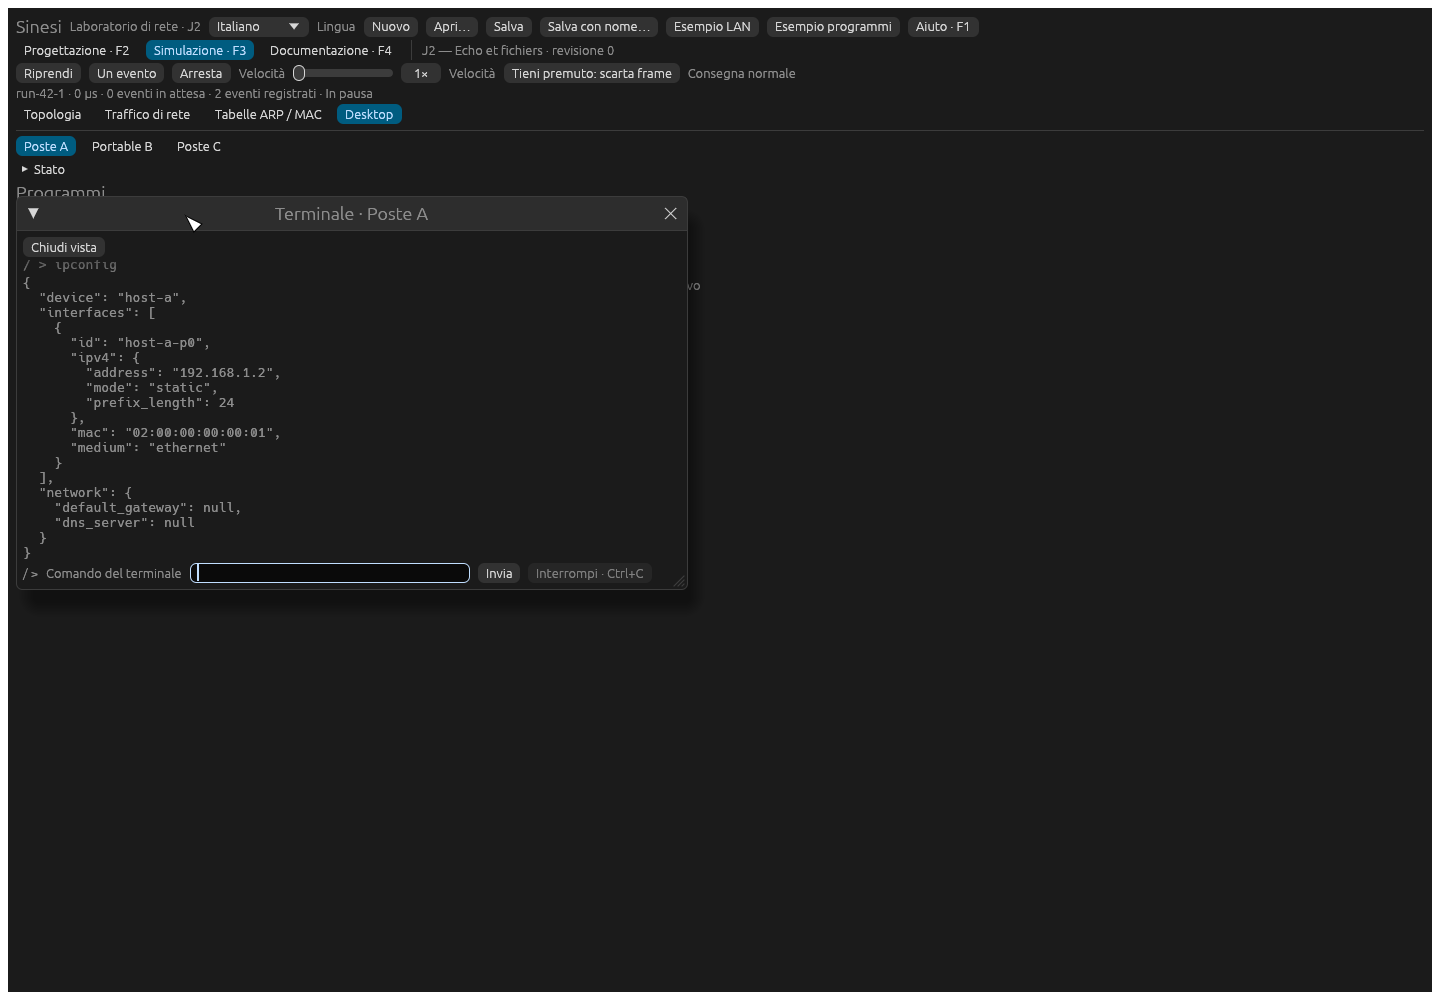 Sinesi Laboratorio di rete · J2 Italiano Lingua Nuovo Apri… Salva Salva con nome… Esempio LAN Esempio programmi Aiuto · F1
Progettazione · F2 Simulazione · F3 Documentazione · F4 J2 — Echo et fichiers · revisione 0
Riprendi Un evento Arresta Velocità 1× Velocità Tieni premuto: scarta frame Consegna normale
run-42-1 · 0 µs · 0 eventi in attesa · 2 eventi registrati · In pausa
Topologia Traffico di rete Tabelle ARP / MAC Desktop
Poste A Portable B Poste C
Stato
Programmi
Terminale · Poste A
Chiudi vista
/ > ipconfig
{
  "device": "host-a",
  "interfaces": [
    {
      "id": "host-a-p0",
      "ipv4": {
        "address": "192.168.1.2",
        "mode": "static",
        "prefix_length": 24
      },
      "mac": "02:00:00:00:00:01",
      "medium": "ethernet"
    }
  ],
  "network": {
    "default_gateway": null,
    "dns_server": null
  }
}
/ > Comando del terminale Invia Interrompi · Ctrl+C
vo